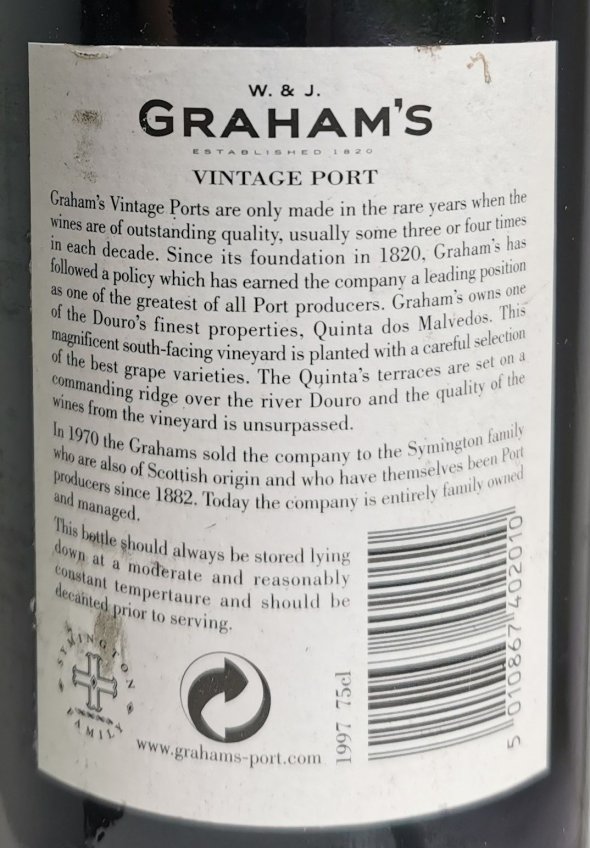 W. & J.
GRAHAM'S
ESTABLISHED 1820
VINTAGE PORT
Graham's Vintage Ports are only made in the rare years when the
wines are of outstanding quality, usually some three or four times
in each decade. Since its foundation in 1820, Graham's has
followed a policy which has earned the company a leading position
as one of the greatest of all Port producers. Graham's owns one
of the Douro's finest properties, Quinta dos Malvedos. This
magnificent south-facing vineyard is planted with a careful selection
of the best grape varieties. The Quinta's terraces are set on a
commanding ridge over the river Douro and the quality of the
wines from the vineyard is unsurpassed.
In 1970 the Grahams sold the company to the Symington family
who are also of Scottish origin and who have themselves been Port
producers since 1882. Today the company is entirely family owned
and managed.
This bottle should always be stored lying
down at a moderate and reasonably
constant tempertaure and should be
decanted prior to serving.
SYMINGTON
FAMILY
www.grahams-port.com
1997 75cl
5 010867 402010